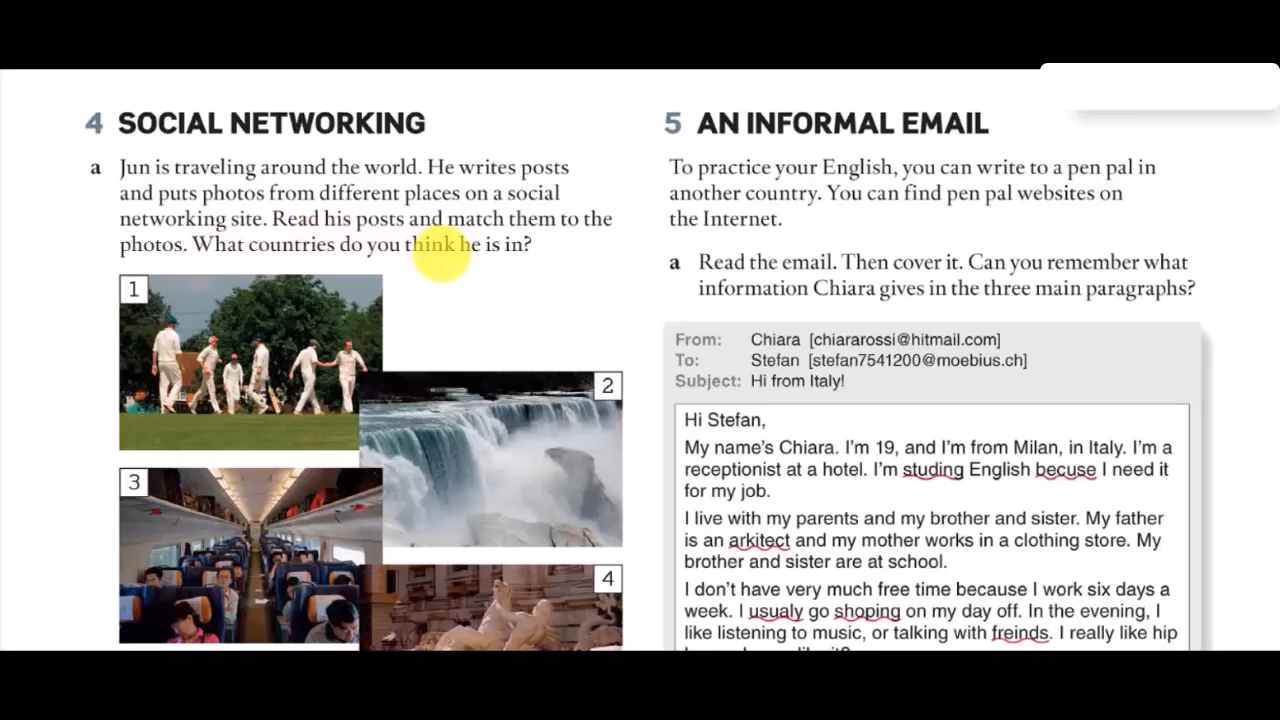 4 SOCIAL NETWORKING
a Jun is traveling around the world. He writes posts
and puts photos from different places on a social
networking site. Read his posts and match them to the
photos. What countries do you think he is in?
1
2
3
4
5 AN INFORMAL EMAIL
To practice your English, you can write to a pen pal in
another country. You can find pen pal websites on
the Internet.
a Read the email. Then cover it. Can you remember what
information Chiara gives in the three main paragraphs?
From: Chiara [chiararossi@hitmail.com]
To: Stefan [stefan7541200@moebius.ch]
Subject: Hi from Italy!
Hi Stefan,
My name's Chiara. I'm 19, and I'm from Milan, in Italy. I'm a
receptionist at a hotel. I'm studing English becuse I need it
for my job.
I live with my parents and my brother and sister. My father
is an arkitect and my mother works in a clothing store. My
brother and sister are at school.
I don't have very much free time because I work six days a
week. I usualy go shoping on my day off. In the evening, I
like listening to music, or talking with freinds. I really like hip